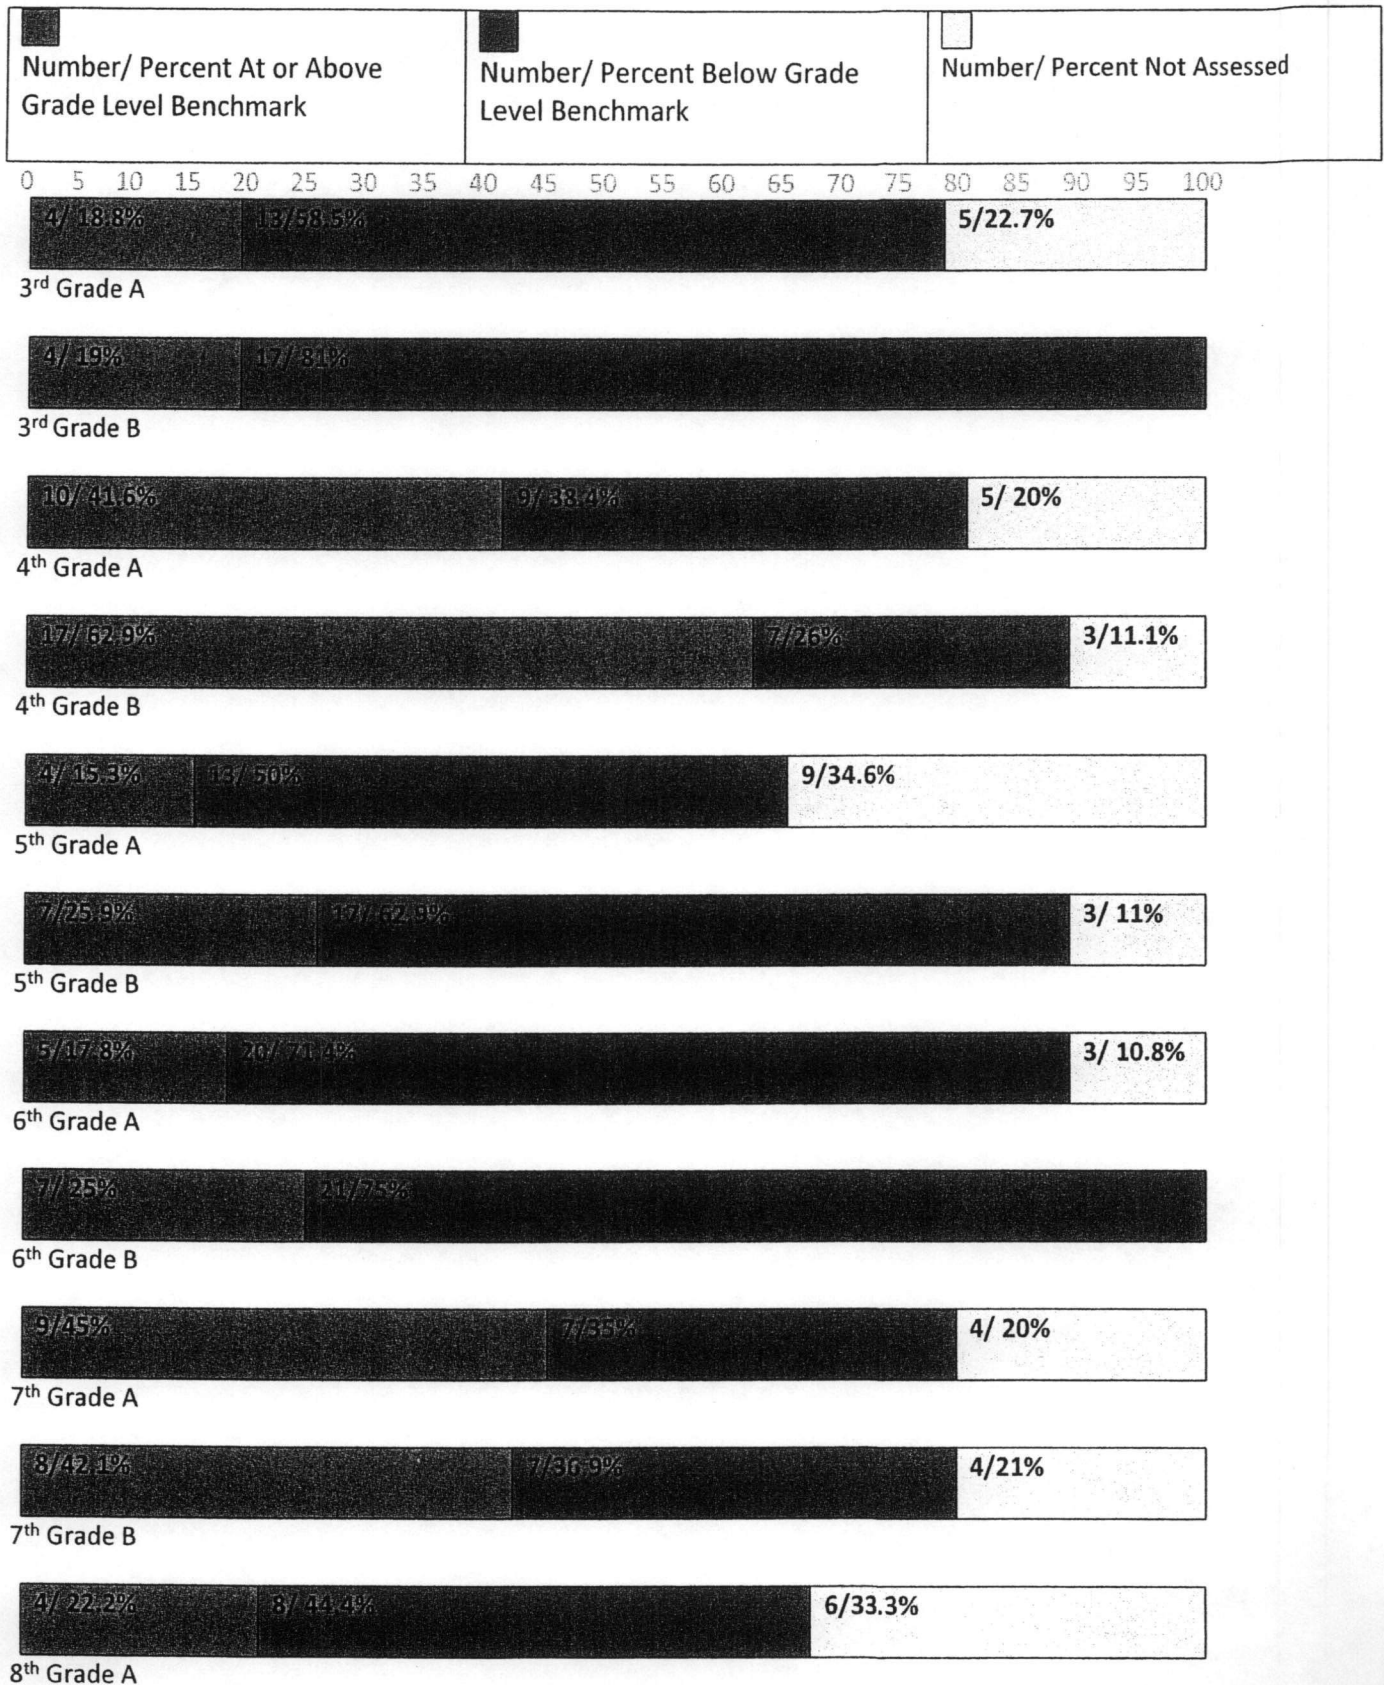 Number/ Percent At or Above
Grade Level Benchmark
Number/ Percent Below Grade
Level Benchmark
Number/ Percent Not Assessed
0 5 10 15 20 25 30 35 40 45 50 55 60 65 70 75 80 85 90 95 100
4/ 18.8% 13/58.5% 5/22.7%
3rd Grade A
4/ 19% 17/ 81%
3rd Grade B
10/ 41.6% 9/ 38.4% 5/ 20%
4th Grade A
17/ 62.9% 7/26% 3/11.1%
4th Grade B
4/ 15.3% 13/ 50% 9/34.6%
5th Grade A
7/25.9% 17/ 62.9% 3/ 11%
5th Grade B
5/17.8% 20/ 71.4% 3/ 10.8%
6th Grade A
7/ 25% 21/75%
6th Grade B
9/45% 7/35% 4/ 20%
7th Grade A
8/42.1% 7/36.9% 4/21%
7th Grade B
4/ 22.2% 8/ 44.4% 6/33.3%
8th Grade A